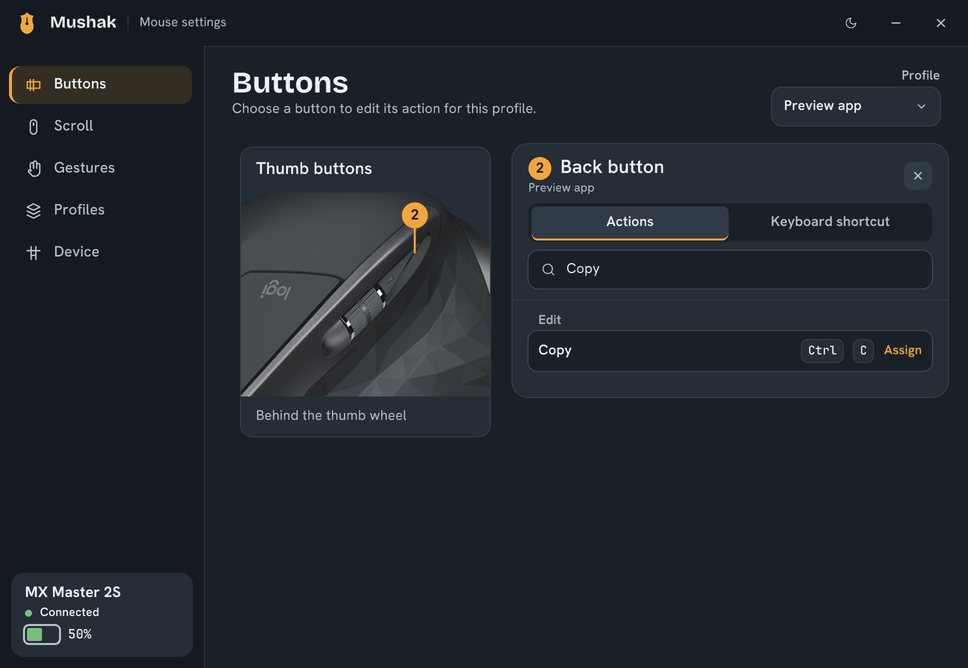 Mushak
Mouse settings
Buttons
Scroll
Gestures
Profiles
Device
MX Master 2S
Connected
50%
Buttons
Choose a button to edit its action for this profile.
Profile
Preview app
Thumb buttons
2
logi
Behind the thumb wheel
2 Back button
Preview app
Actions
Keyboard shortcut
Copy
Edit
Copy Ctrl C Assign